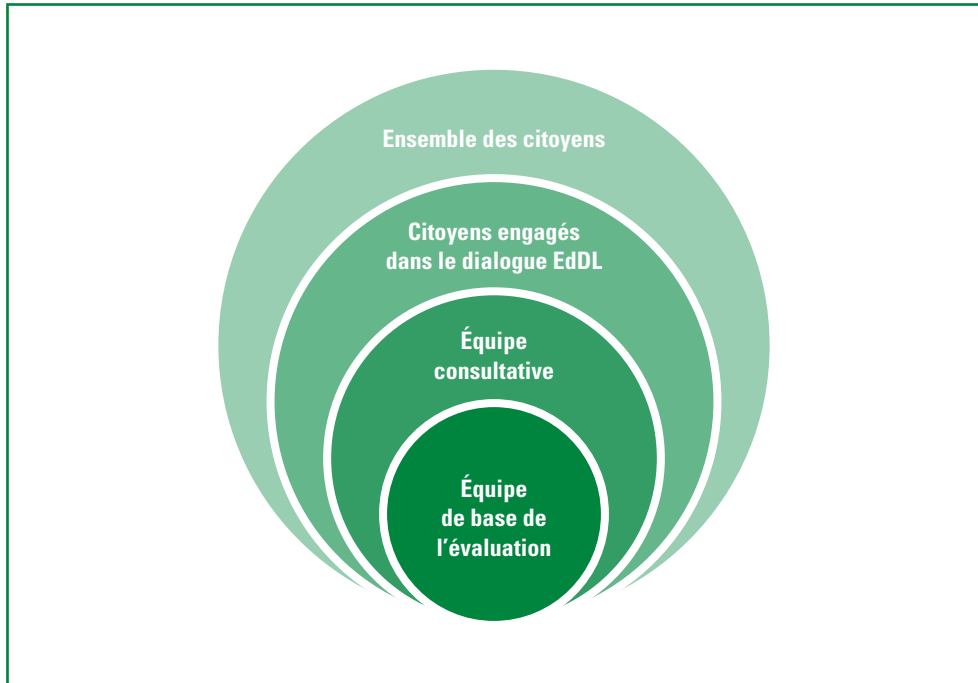 Ensemble des citoyens
Citoyens engagés
dans le dialogue EdDL
Équipe
consultative
Équipe
de base de
l’évaluation